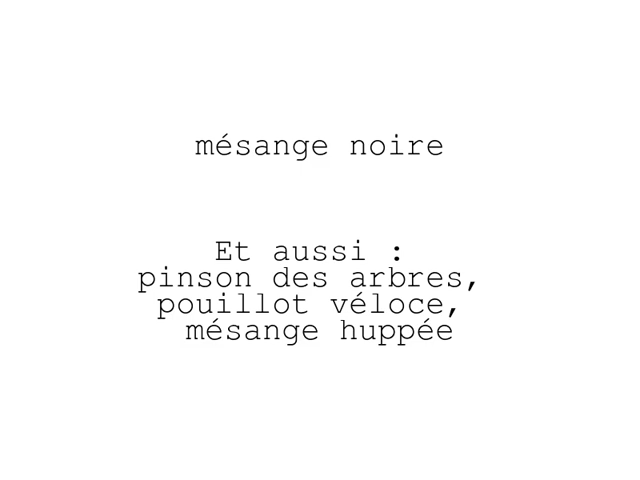 mésange noire
Et aussi :
pinson des arbres,
pouillot véloce,
mésange huppée